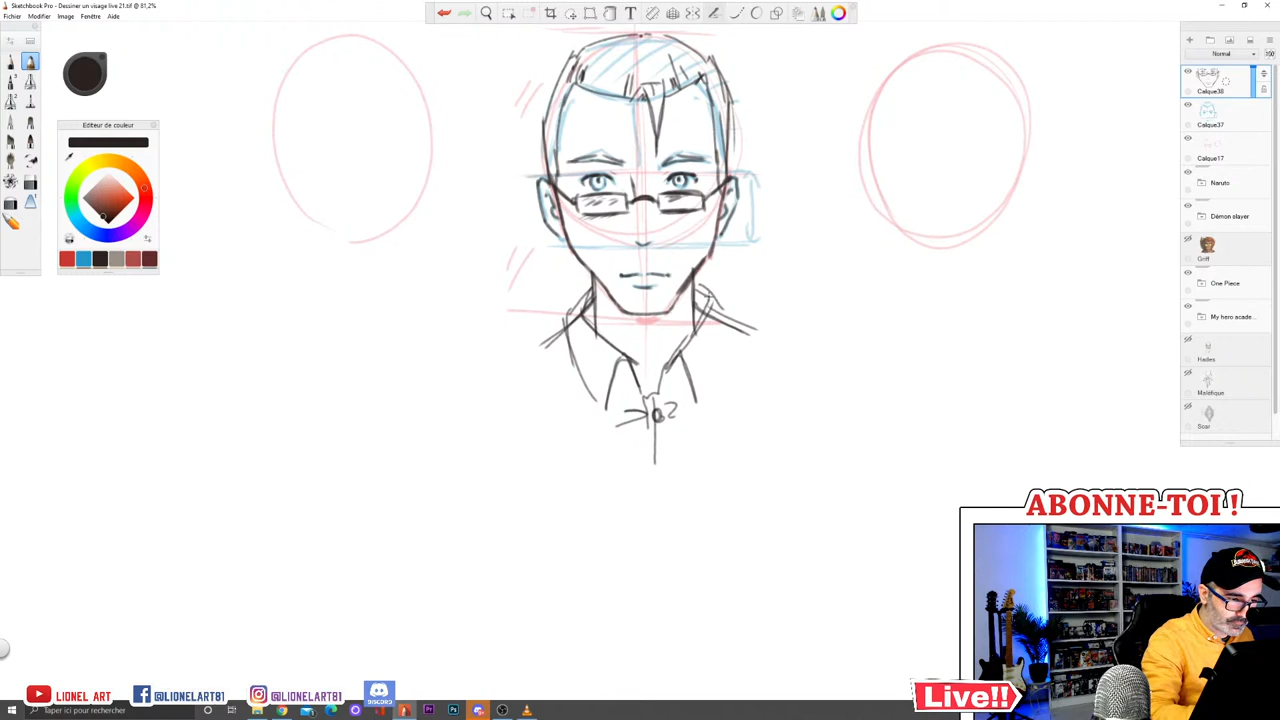 Sketchbook Pro - Dessiner un visage live 21.tif @ 81,2%
Fichier Modifier Image Fenêtre Aide
T
Editeur de couleur
Normal
Calque38
Calque37
Calque17
Naruto
Démon slayer
Griff
One Piece
My hero acade...
Hades
Maléfique
Scar
ABONNE-TOI !
Live!!
LIONEL ART
@LIONELART81
@LIONELART81
DISCORD
Taper ici pour rechercher